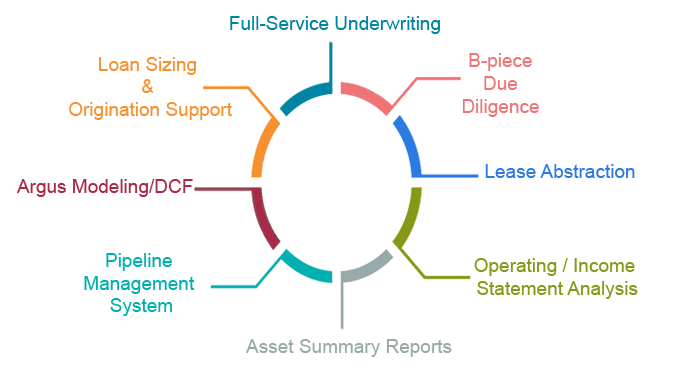 Full-Service Underwriting
B-piece
Due
Diligence
Lease Abstraction
Operating / Income
Statement Analysis
Asset Summary Reports
Pipeline
Management
System
Argus Modeling/DCF
Loan Sizing
&
Origination Support